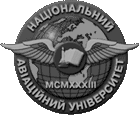 НАЦІОНАЛЬНИЙ
MCMXXXIII
АВІАЦІЙНИЙ УНІВЕРСИТЕТ